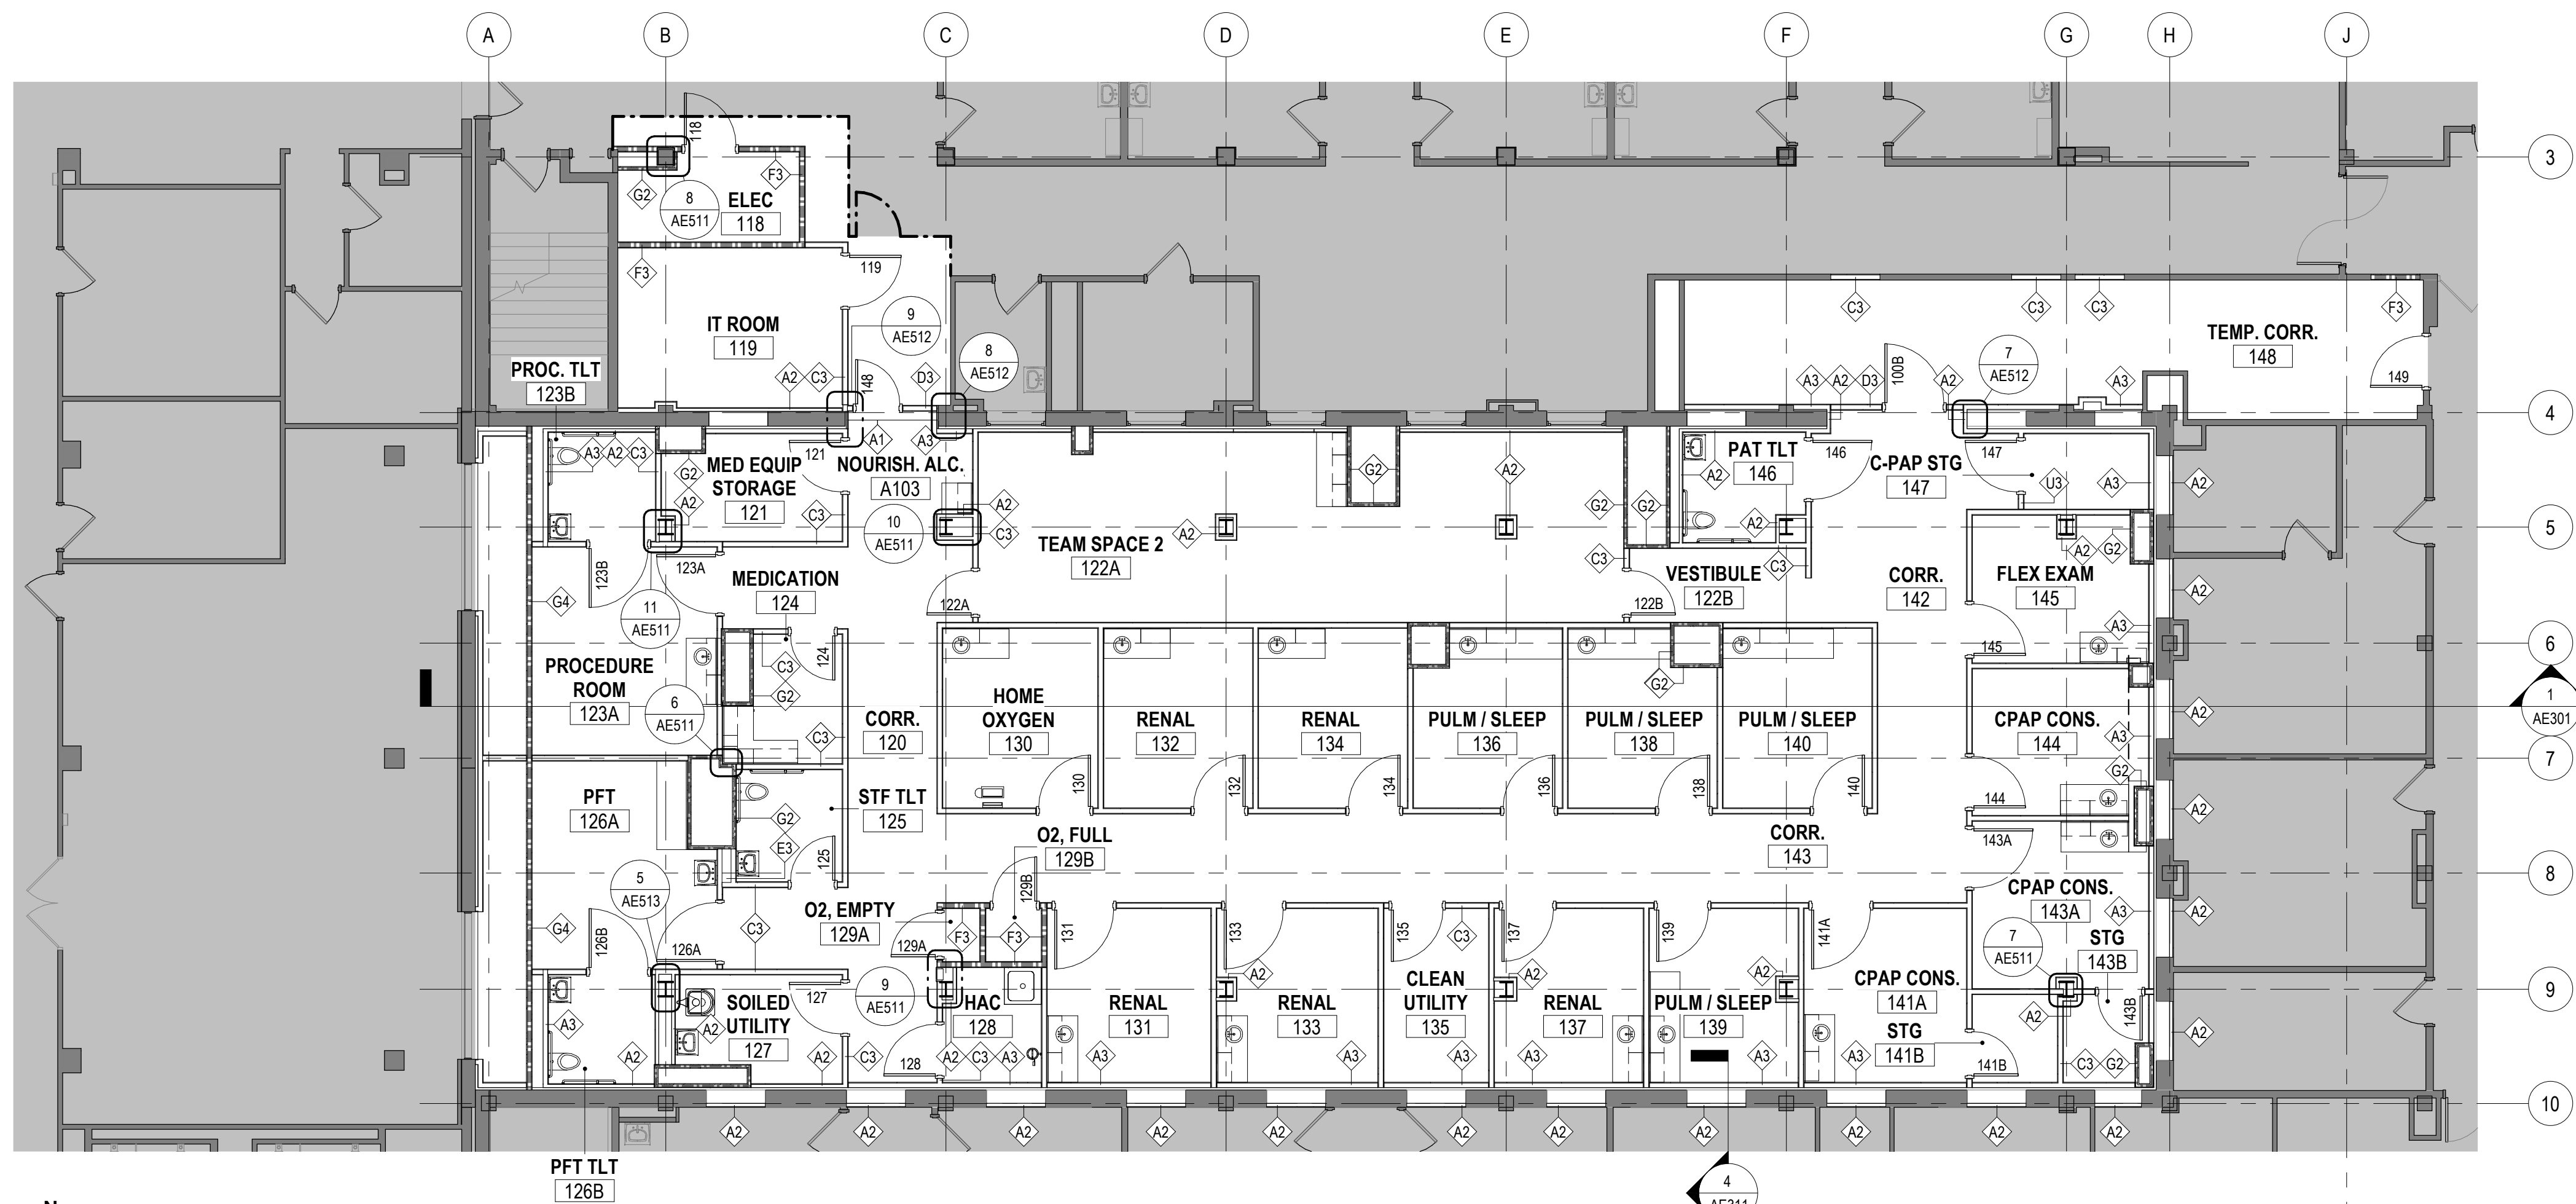 A B C D E F G H J
3
118
8
AE511
G2
F3
ELEC
118
F3
119
IT ROOM
119
9
AE512
8
AE512
A2 C3
148
D3
C3 C3 C3 F3
TEMP. CORR.
148
7
AE512
A3 A2 D3
100B
A2
A3
149
4
PROC. TLT
123B
A3 A2 C3
G2
A2
MED EQUIP
STORAGE
121
121
C3
A1
A3
NOURISH. ALC.
A103
10
AE511
A2
C3
TEAM SPACE 2
122A
A2
G2
A2
G2
G2
PAT TLT
146
A2
A2
146
C-PAP STG
147
147
U3
A3
A2
5
123B
123A
G4
11
AE511
MEDICATION
124
122A
C3
VESTIBULE
122B
122B
C3
CORR.
142
FLEX EXAM
145
A2
G2
A2
A3
145
6
PROCEDURE
ROOM
123A
6
AE511
C3
G2
124
C3
CORR.
120
HOME
OXYGEN
130
130
RENAL
132
132
RENAL
134
134
PULM / SLEEP
136
136
PULM / SLEEP
138
138
G2
PULM / SLEEP
140
140
CPAP CONS.
144
A3
G2
144
A2
1
AE301
7
PFT
126A
STF TLT
125
G2
E3
125
O2, FULL
129B
129B
CORR.
143
143A
A2
8
5
AE513
G4
126B
126A
C3
O2, EMPTY
129A
129A
F3
F3
131
133
135
C3
137
139
141A
CPAP CONS.
143A
A3
A2
STG
143B
7
AE511
9
A3
A2
SOILED
UTILITY
127
127
A2
A2
9
AE511
C3
128
HAC
128
A2 C3 A3
RENAL
131
A3
A2
RENAL
133
A3
CLEAN
UTILITY
135
A3
A2
RENAL
137
A3
PULM / SLEEP
139
A2
A3
CPAP CONS.
141A
STG
141B
A3
141B
A2
143B
C3 G2
A2
10
A2 A2 A2 A2 A2 A2 A2 A2 A2 A2 A2
PFT TLT
126B
4
AE311
N